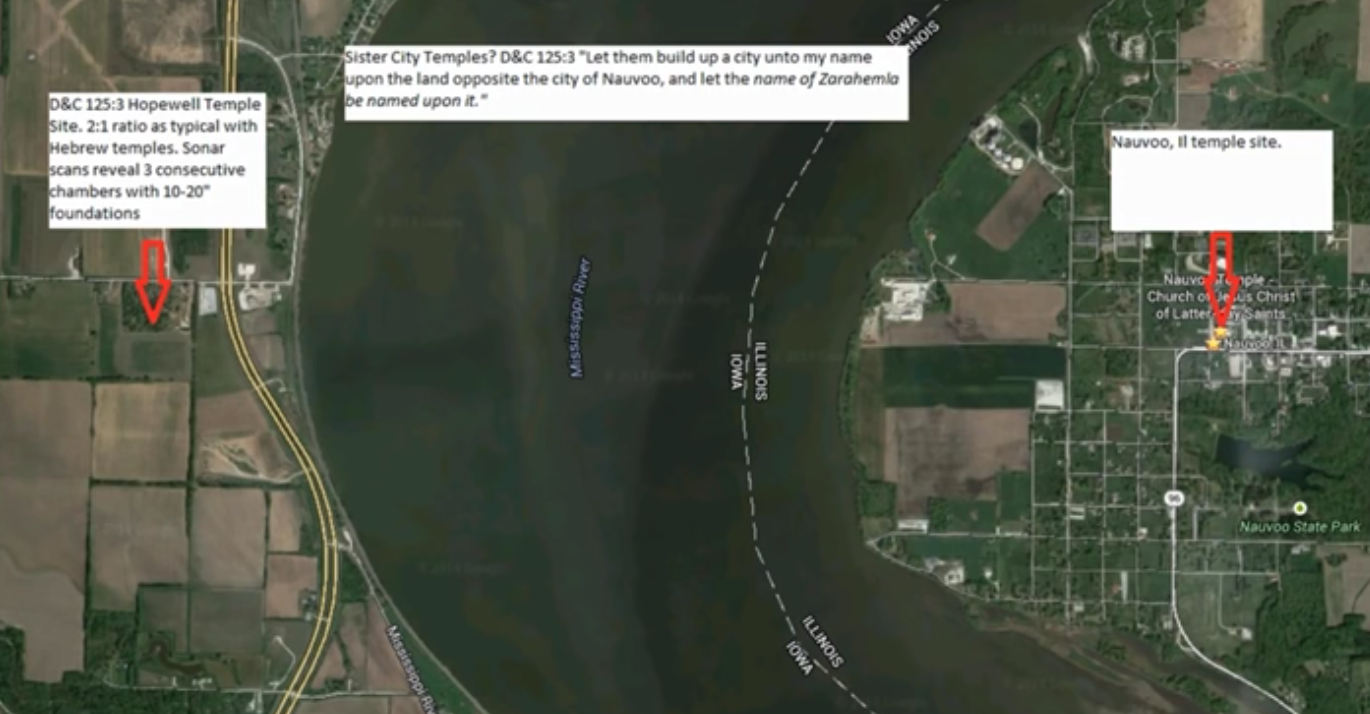 IOWA
ILLINOIS
Sister City Temples? D&C 125:3 "Let them build up a city unto my name
upon the land opposite the city of Nauvoo, and let the name of Zarahemla
be named upon it."
D&C 125:3 Hopewell Temple
Site. 2:1 ratio as typical with
Hebrew temples. Sonar
scans reveal 3 consecutive
chambers with 10-20"
foundations
Nauvoo, Il temple site.
Nauvoo Temple -
Church of Jesus Christ
of Latter-day Saints
Nauvoo IL
Mississippi River
ILLINOIS
IOWA
96
Nauvoo State Park
ILLINOIS
IOWA
Mississippi